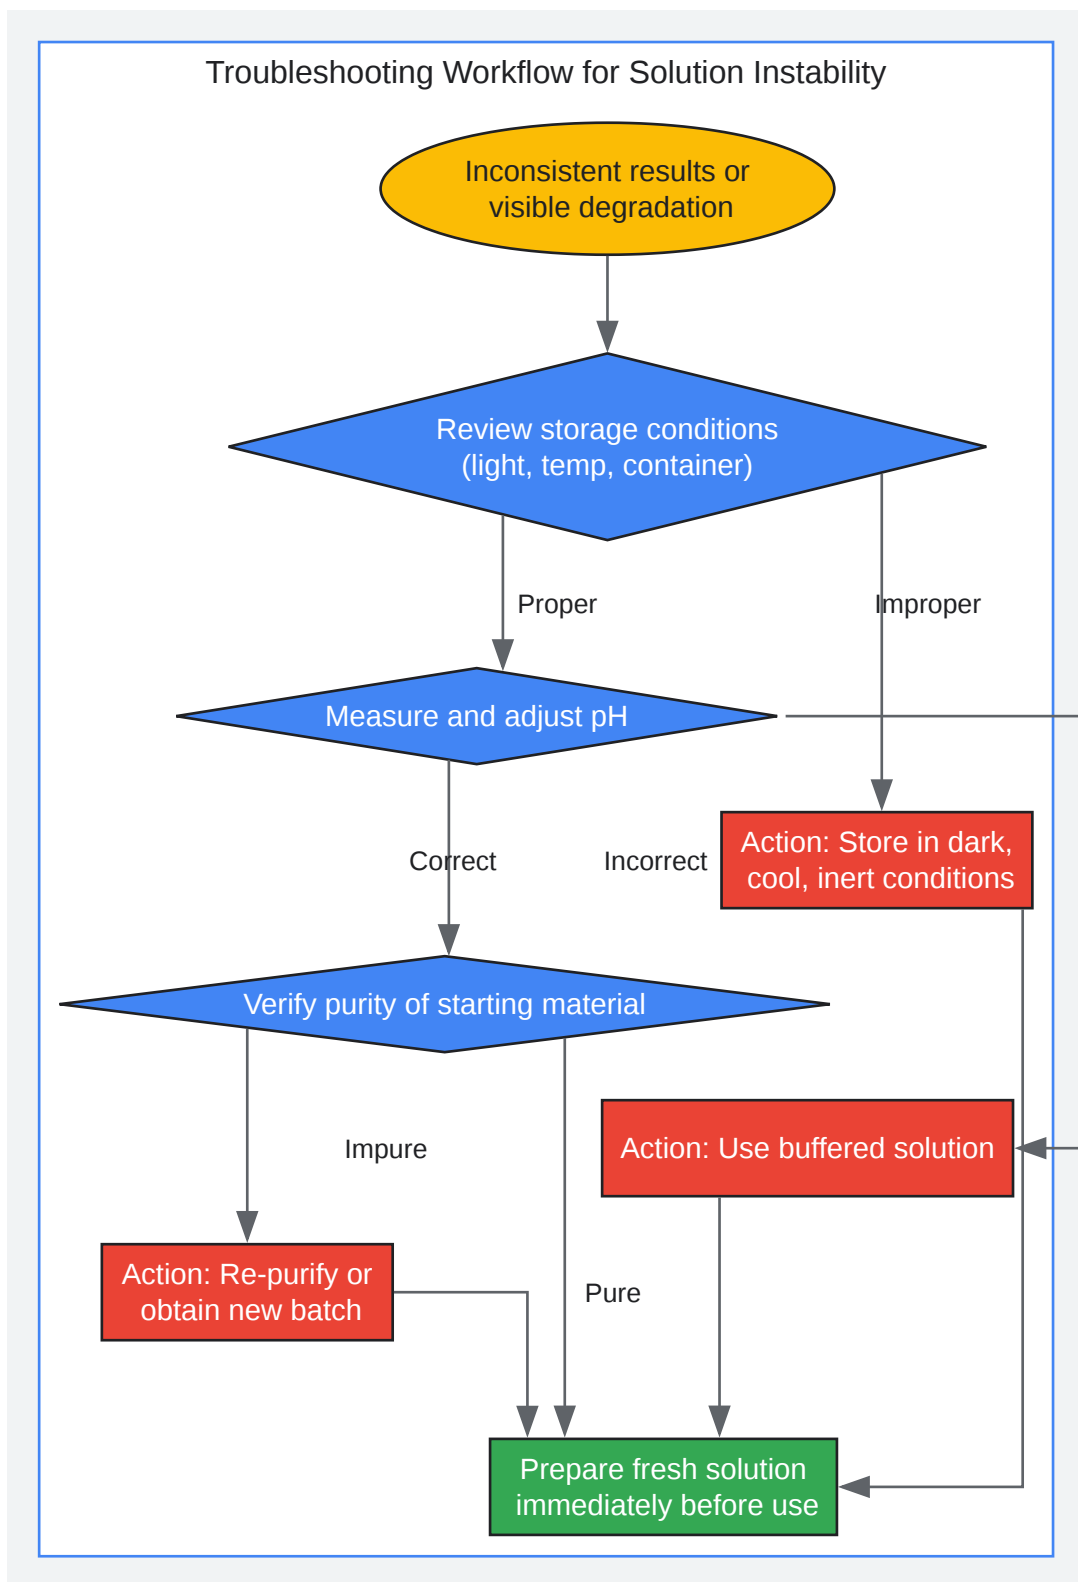 Troubleshooting Workflow for Solution Instability
Inconsistent results or
visible degradation
Review storage conditions
(light, temp, container)
Proper
Improper
Measure and adjust pH
Action: Store in dark,
cool, inert conditions
Correct
Incorrect
Verify purity of starting material
Action: Use buffered solution
Impure
Action: Re-purify or
obtain new batch
Pure
Prepare fresh solution
immediately before use